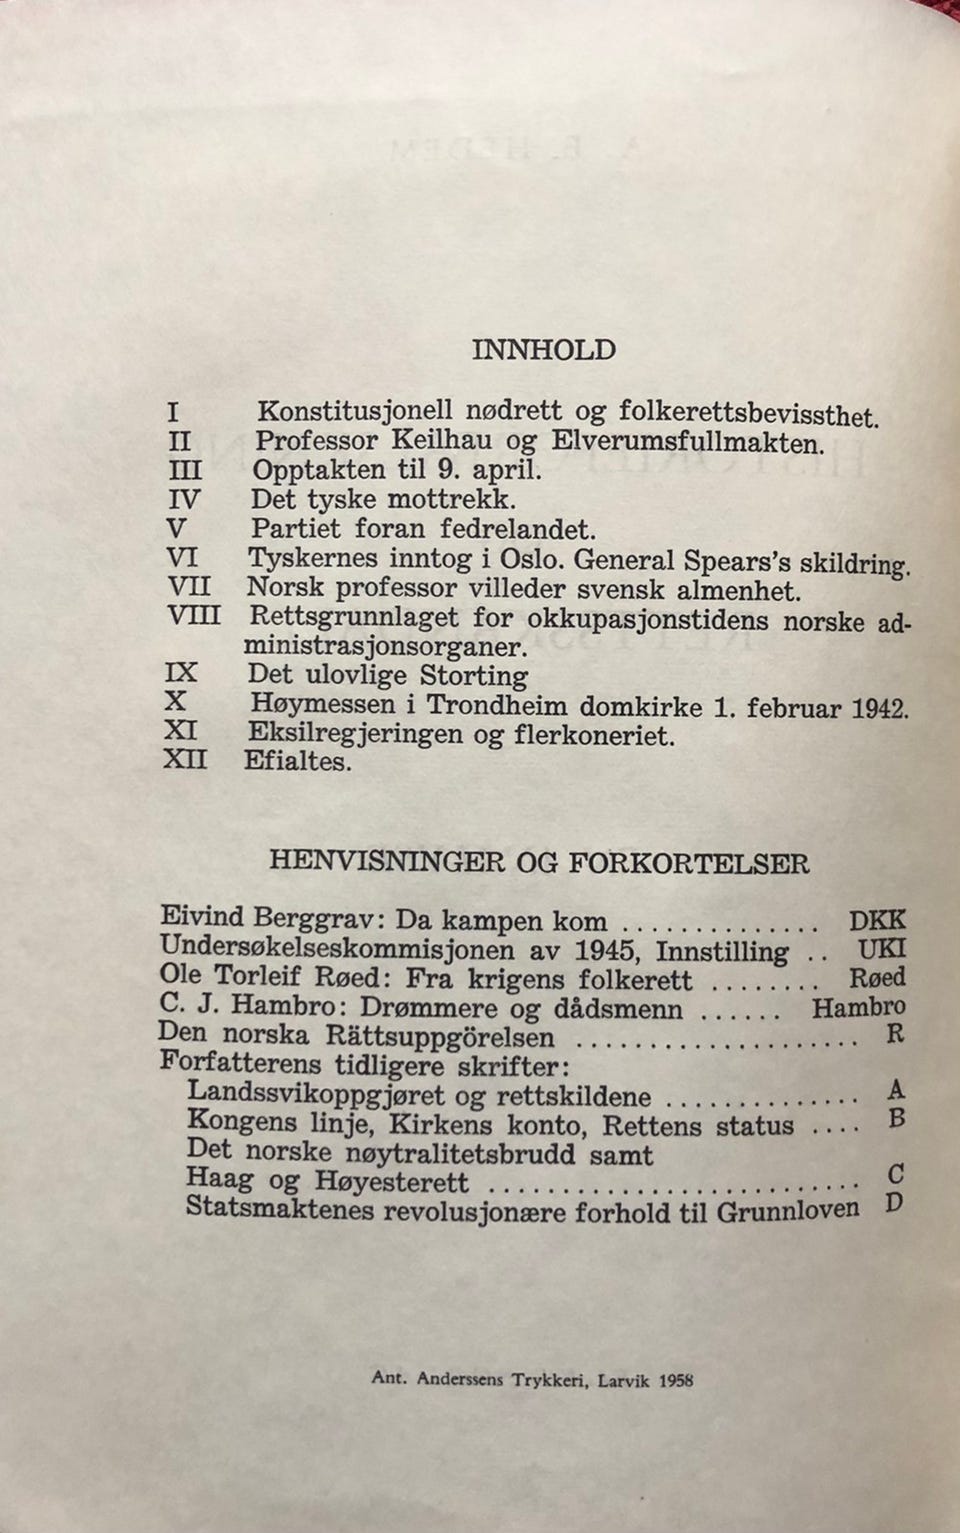 INNHOLD
I Konstitusjonell nødrett og folkerettsbevissthet.
II Professor Keilhau og Elverumsfullmakten.
III Opptakten til 9. april.
IV Det tyske mottrekk.
V Partiet foran fedrelandet.
VI Tyskernes inntog i Oslo. General Spears's skildring.
VII Norsk professor villeder svensk almenhet.
VIII Rettsgrunnlaget for okkupasjonstidens norske ad-
ministrasjonsorganer.
IX Det ulovlige Storting
X Høymessen i Trondheim domkirke 1. februar 1942.
XI Eksilregjeringen og flerkoneriet.
XII Efialtes.
HENVISNINGER OG FORKORTELSER
Eivind Berggrav: Da kampen kom .............. DKK
Undersøkelseskommisjonen av 1945, Innstilling .. UKI
Ole Torleif Røed: Fra krigens folkerett ........ Røed
C. J. Hambro: Drømmere og dådsmenn ...... Hambro
Den norska Rättsuppgörelsen .................... R
Forfatterens tidligere skrifter:
Landssvikoppgjøret og rettskildene .............. A
Kongens linje, Kirkens konto, Rettens status .... B
Det norske nøytralitetsbrudd samt
Haag og Høyesterett .......................... C
Statsmaktenes revolusjonære forhold til Grunnloven D
Ant. Anderssens Trykkeri, Larvik 1958